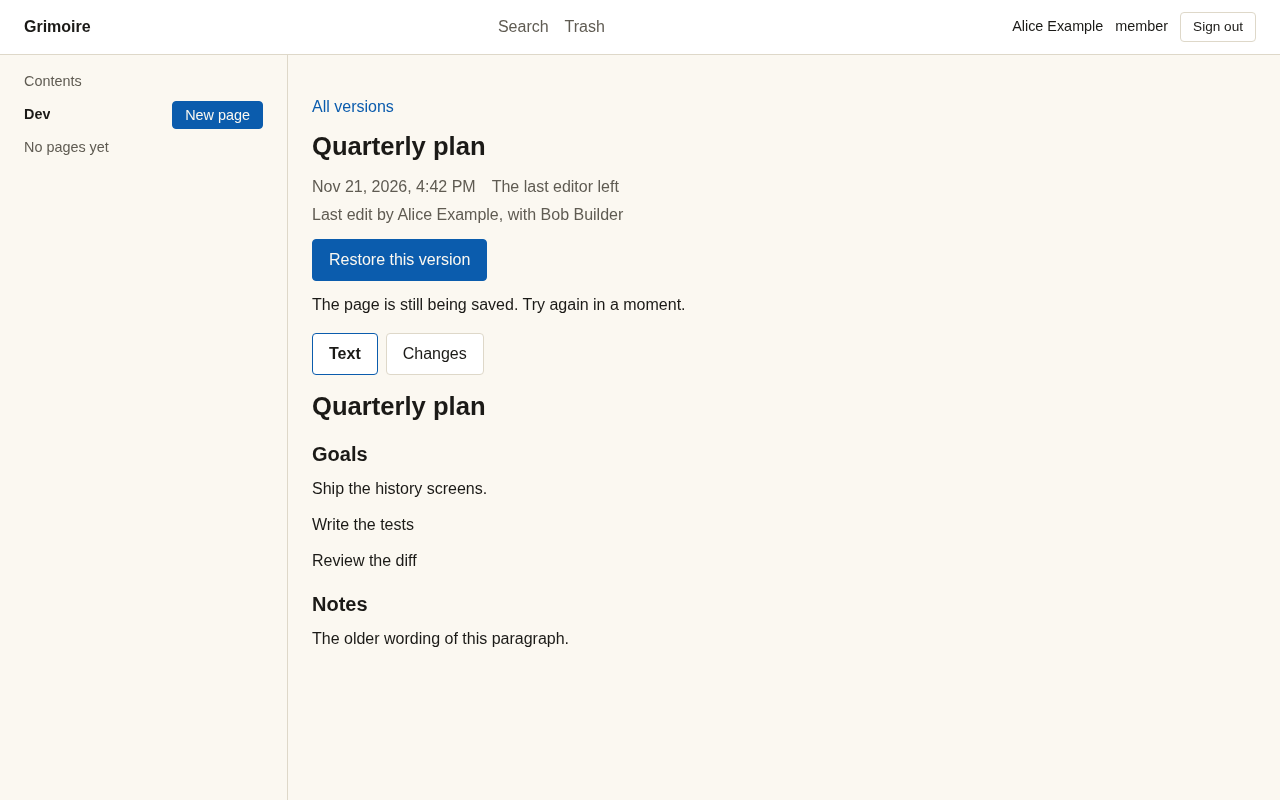 Grimoire
Search Trash
Alice Example member Sign out
Contents
Dev
New page
No pages yet
All versions
Quarterly plan
Nov 21, 2026, 4:42 PM The last editor left
Last edit by Alice Example, with Bob Builder
Restore this version
The page is still being saved. Try again in a moment.
Text Changes
Quarterly plan
Goals
Ship the history screens.
Write the tests
Review the diff
Notes
The older wording of this paragraph.